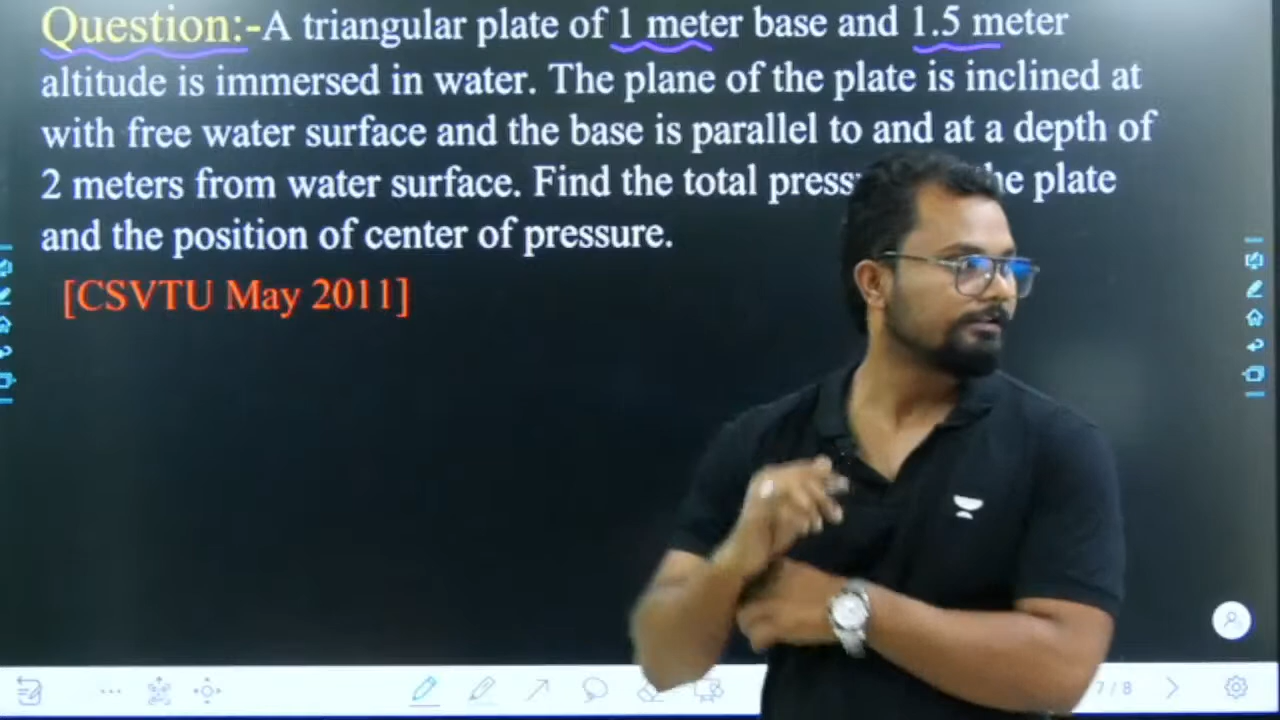 Question:-A triangular plate of 1 meter base and 1.5 meter
altitude is immersed in water. The plane of the plate is inclined at
with free water surface and the base is parallel to and at a depth of
2 meters from water surface. Find the total plate
and the position of center of pressure.
[CSVTU May 2011]
7 / 8